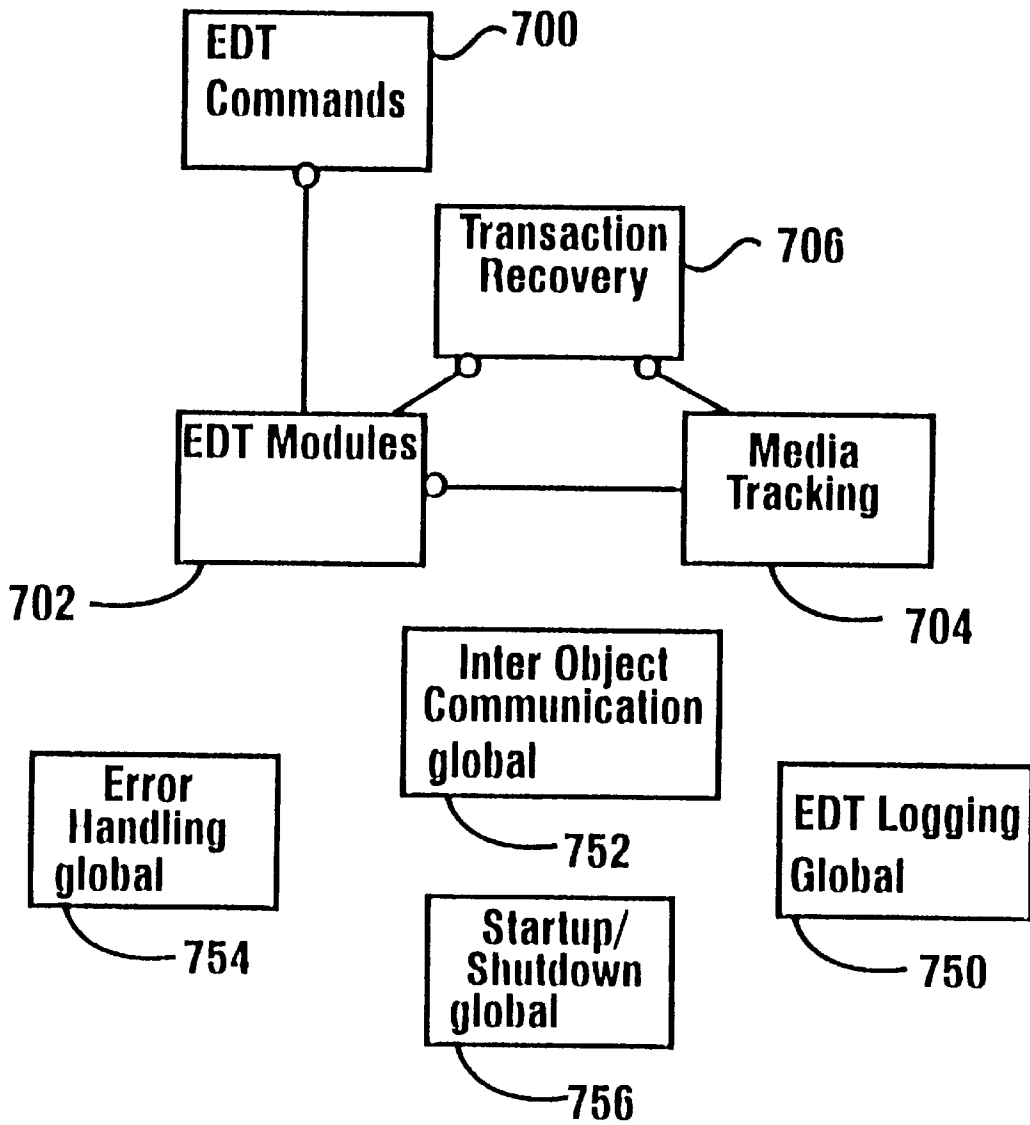 EDT
Commands
700
Transaction
Recovery
706
EDT Modules
702
Media
Tracking
704
Inter Object
Communication
global
752
Error
Handling
global
754
EDT Logging
Global
750
Startup/
Shutdown
global
756